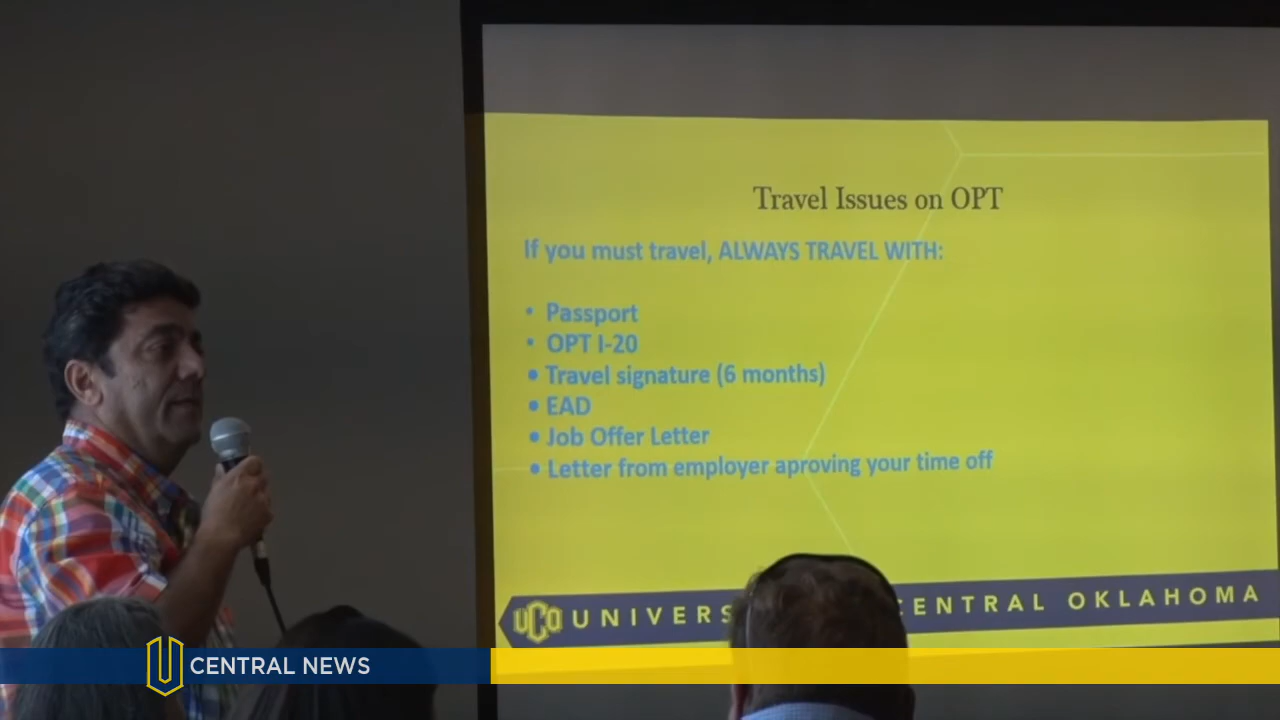 Travel Issues on OPT
If you must travel, ALWAYS TRAVEL WITH:
• Passport
• OPT I-20
• Travel signature (6 months)
• EAD
• Job Offer Letter
• Letter from employer aproving your time off
UCO CENTRAL OKLAHOMA
CENTRAL NEWS